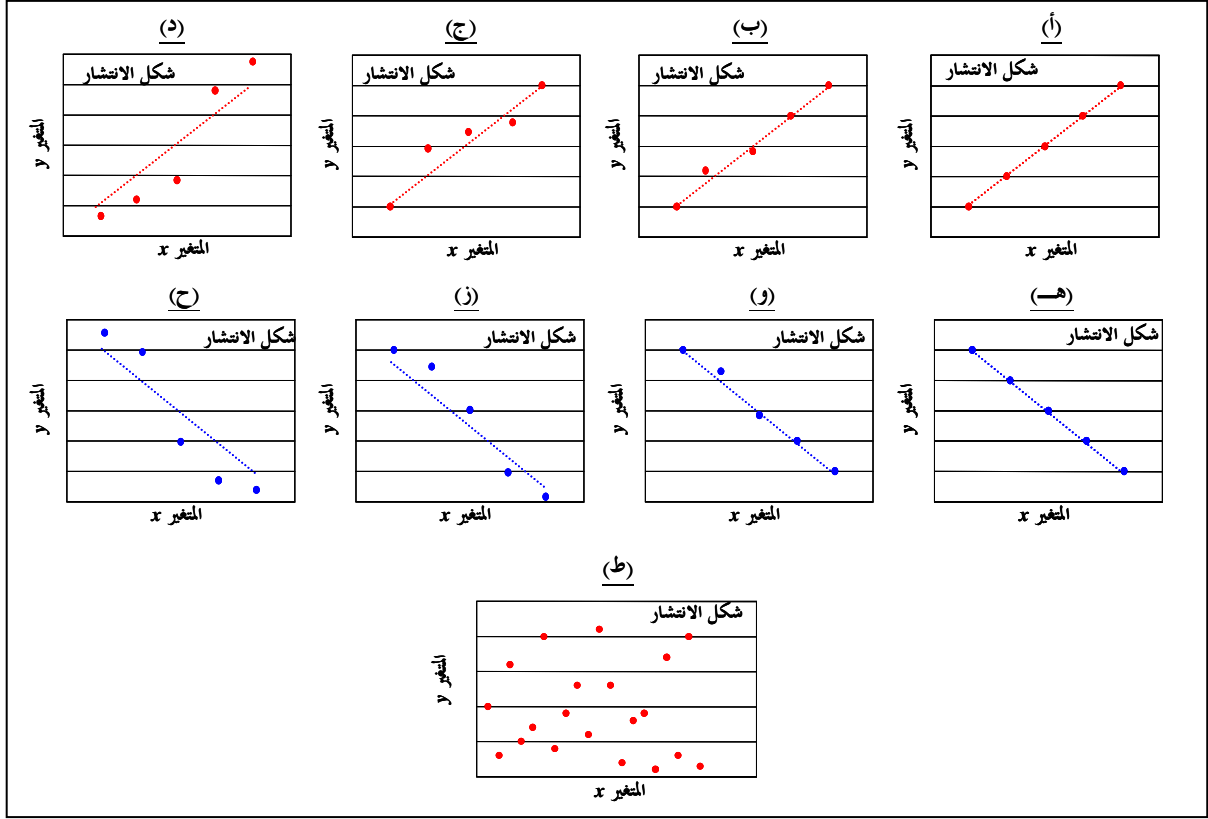 (أ)
شكل الانتشار
المتغير y
المتغير x
(ب)
شكل الانتشار
المتغير y
المتغير x
(ج)
شكل الانتشار
المتغير y
المتغير x
(د)
شكل الانتشار
المتغير y
المتغير x
(هـ)
شكل الانتشار
المتغير y
المتغير x
(و)
شكل الانتشار
المتغير y
المتغير x
(ز)
شكل الانتشار
المتغير y
المتغير x
(ح)
شكل الانتشار
المتغير y
المتغير x
(ط)
شكل الانتشار
المتغير y
المتغير x